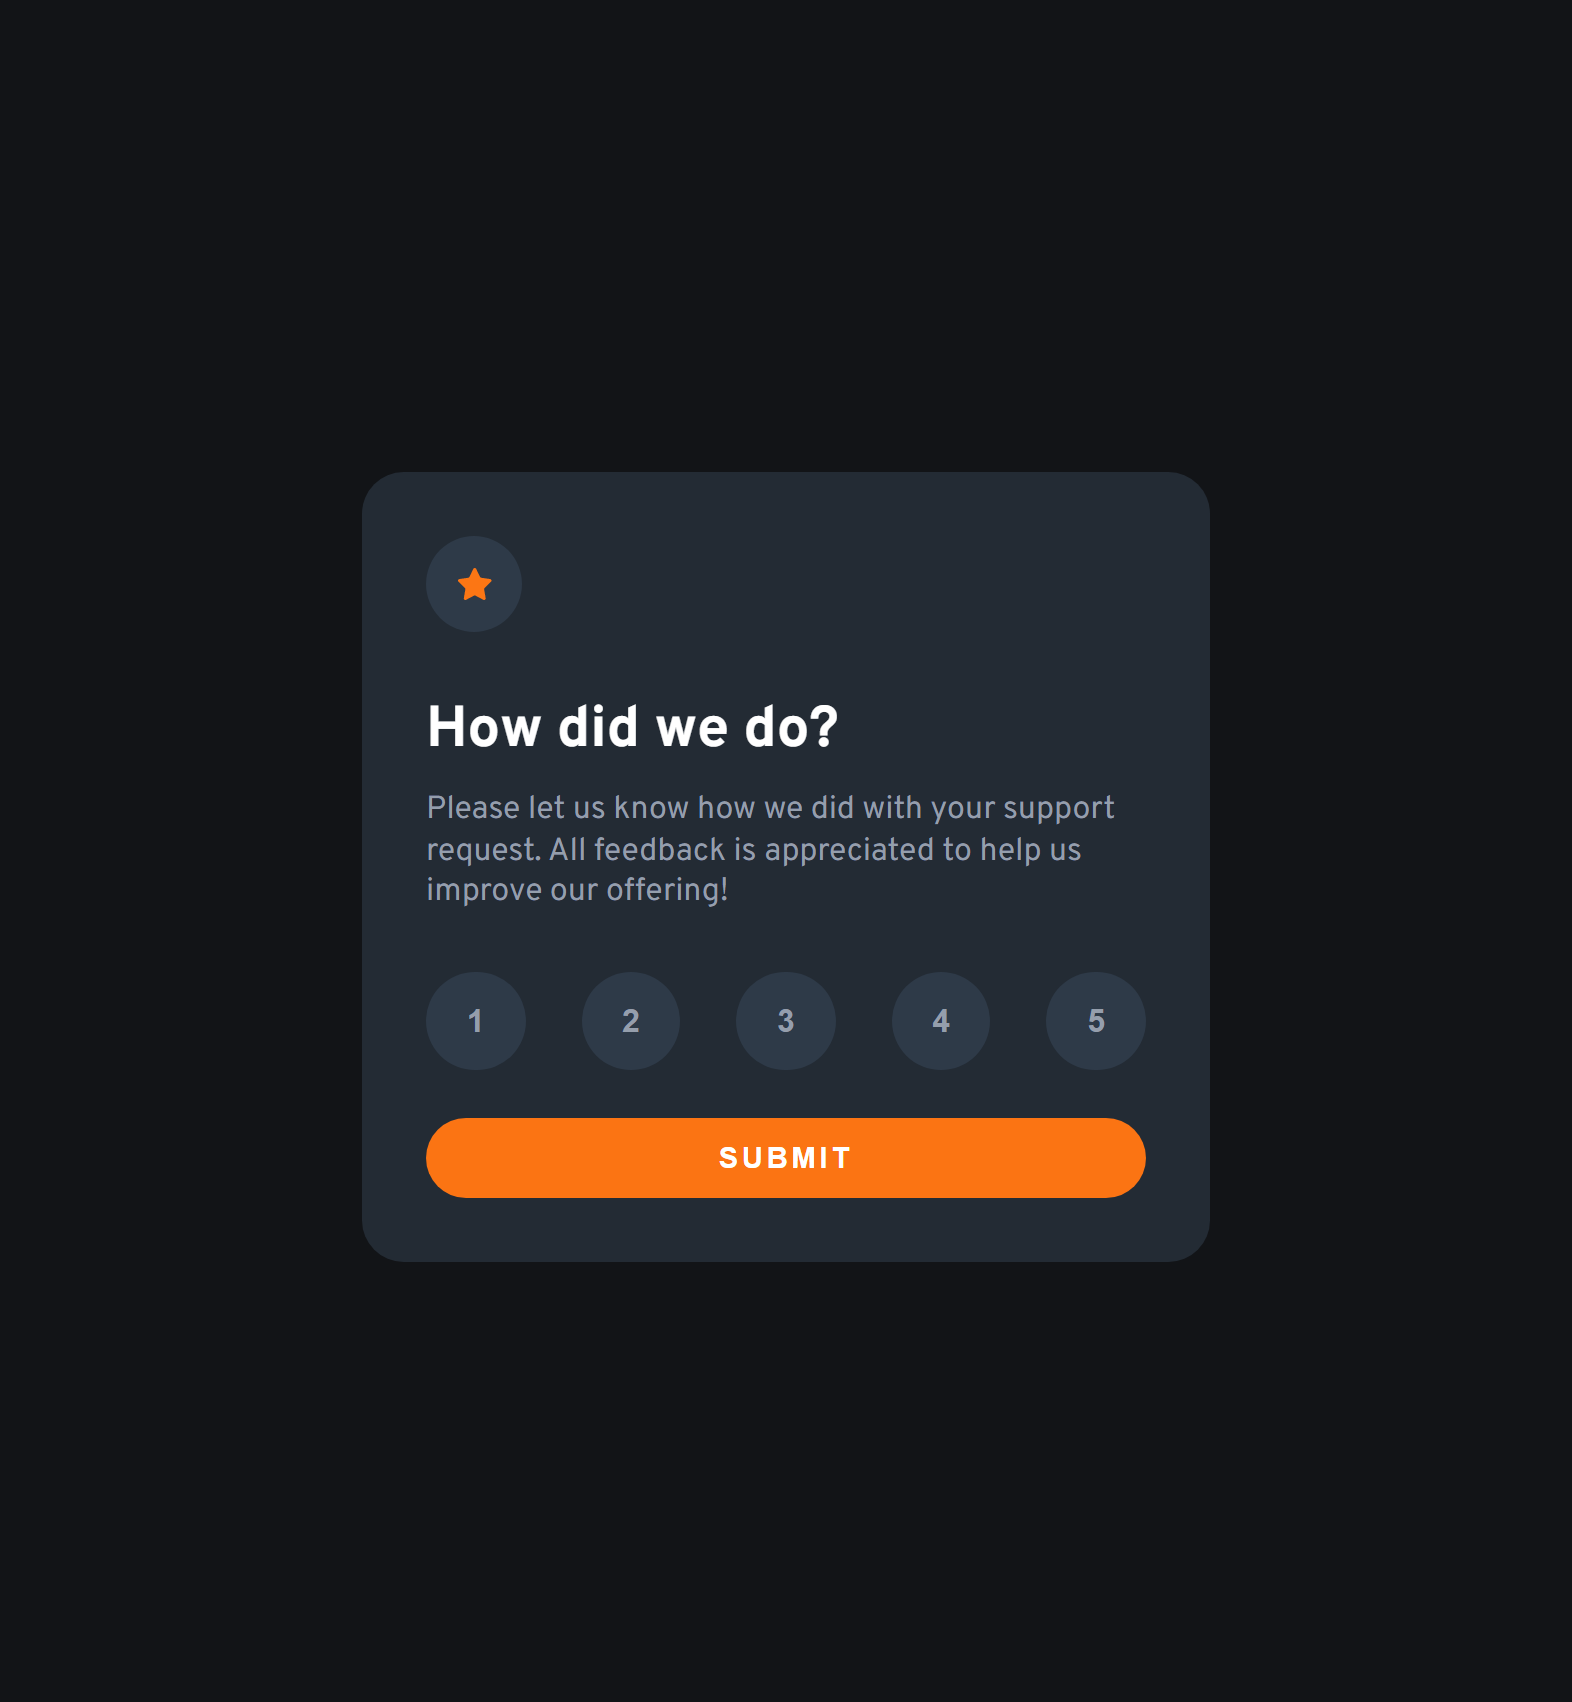 How did we do?
Please let us know how we did with your support
request. All feedback is appreciated to help us
improve our offering!
1 2 3 4 5
SUBMIT